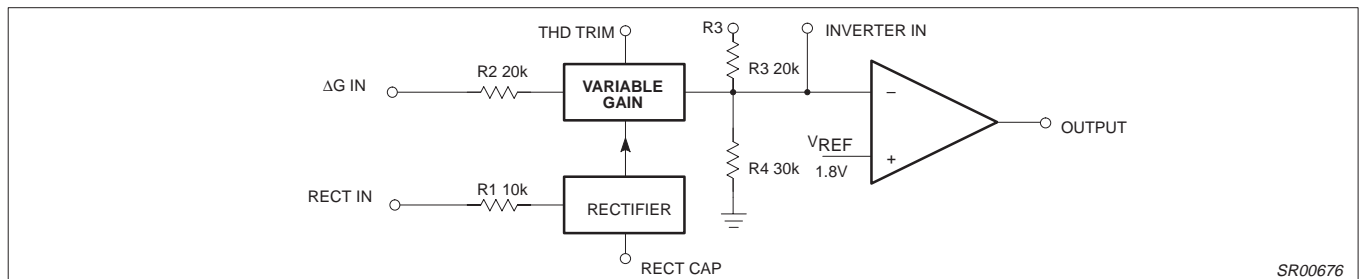 THD TRIM
R3
INVERTER IN
R2 20k
R3 20k
ΔG IN
VARIABLE
GAIN
−
OUTPUT
VREF
+
1.8V
R4 30k
R1 10k
RECT IN
RECTIFIER
RECT CAP
SR00676